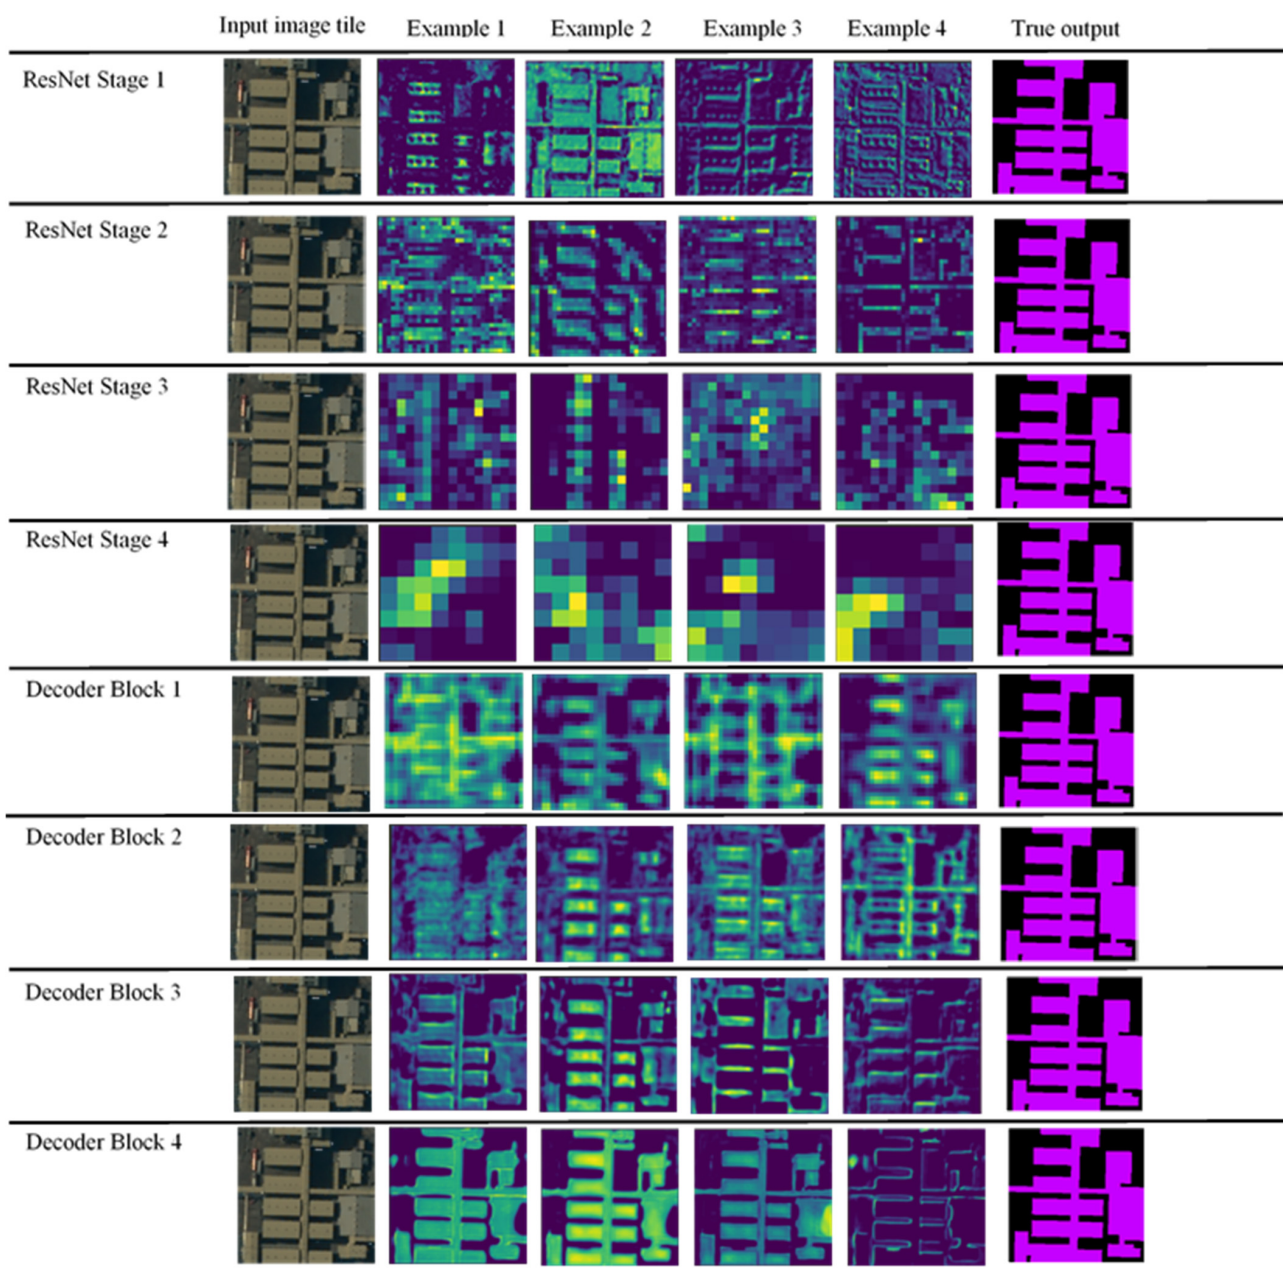 Input image tile Example 1 Example 2 Example 3 Example 4 True output
ResNet Stage 1
ResNet Stage 2
ResNet Stage 3
ResNet Stage 4
Decoder Block 1
Decoder Block 2
Decoder Block 3
Decoder Block 4